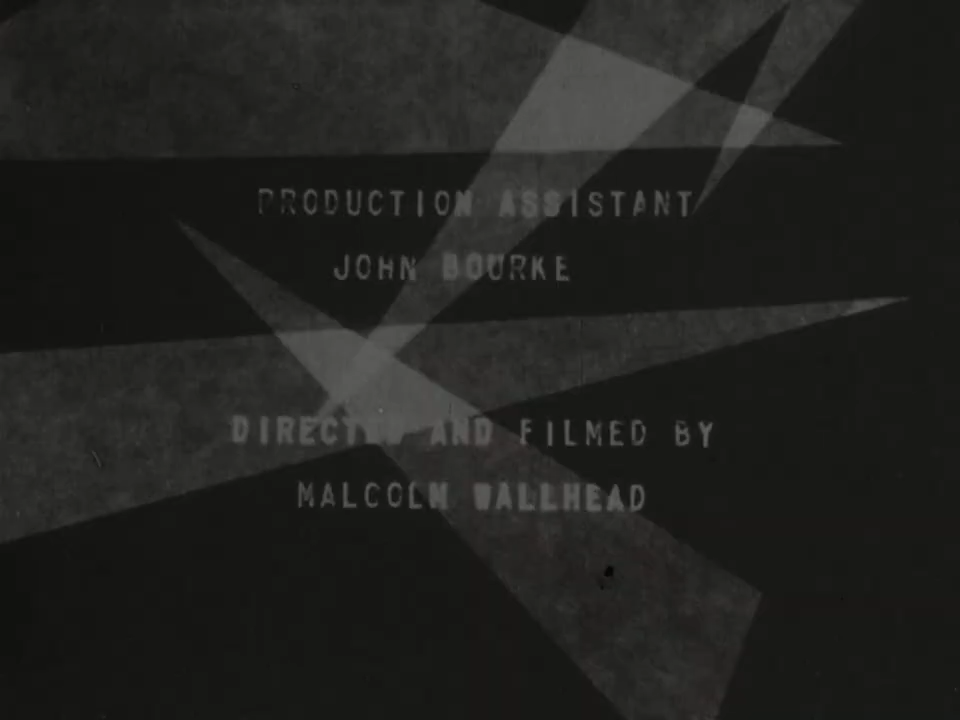 PRODUCTION ASSISTANT
JOHN BOURKE
DIRECTED AND FILMED BY
MALCOLM WALLHEAD